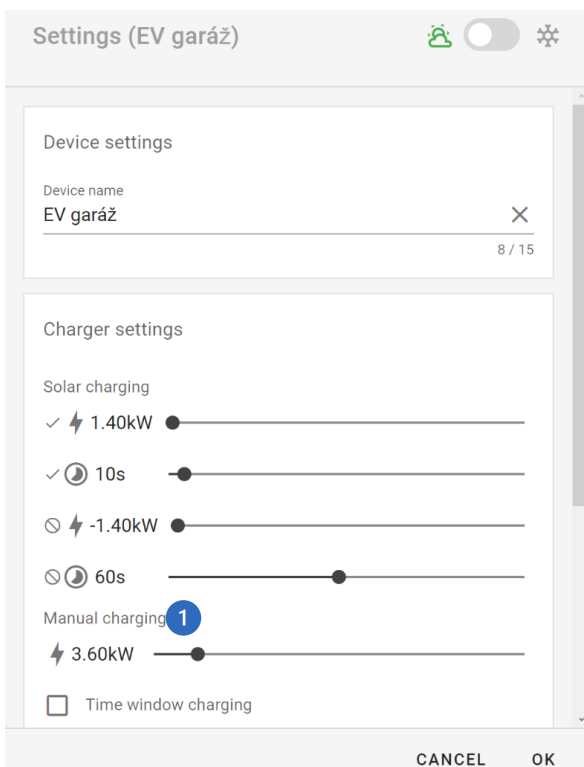 Settings (EV garáž)
Device settings
Device name
EV garáž
8 / 15
Charger settings
Solar charging
1.40kW
10s
-1.40kW
60s
Manual charging 1
3.60kW
Time window charging
CANCEL OK